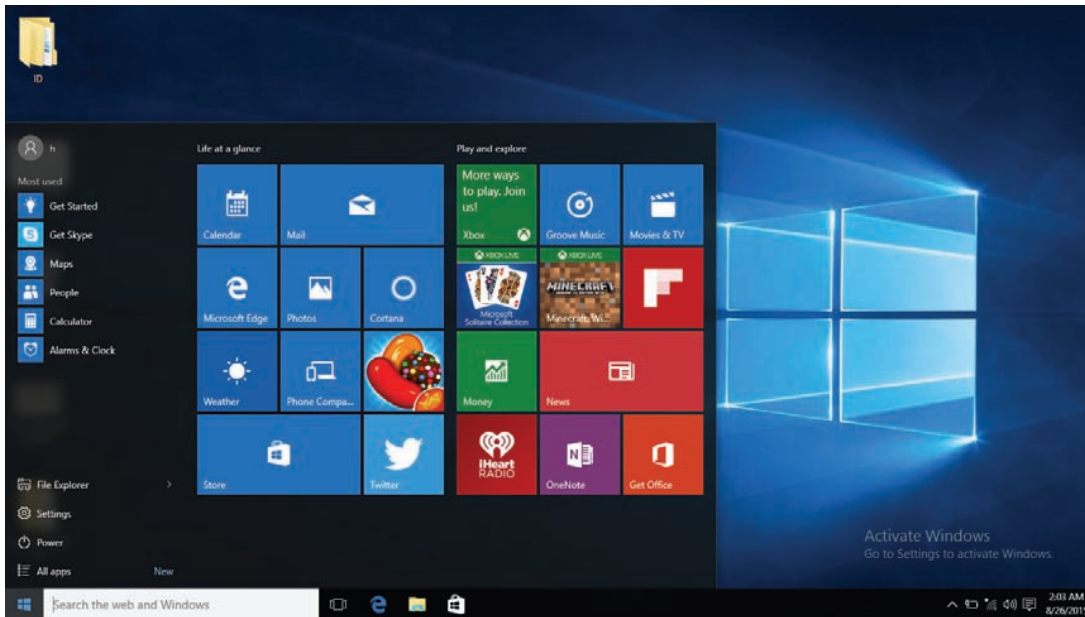 ID
h
Most used
Get Started
Get Skype
Maps
People
Calculator
Alarms & Clock
File Explorer
Settings
Power
All apps New
Life at a glance
Calendar
Mail
Microsoft Edge
Photos
Cortana
Weather
Phone Compa...
Store
Twitter
Play and explore
More ways
to play. Join
us!
Xbox
Groove Music
Movies & TV
XBOX LIVE
Microsoft
Solitaire Collection
XBOX LIVE
MINECRAFT
Minecraft: Wi...
Money
News
iHeart
RADIO
OneNote
Get Office
Activate Windows
Go to Settings to activate Windows.
Search the web and Windows
2:03 AM
8/26/2015